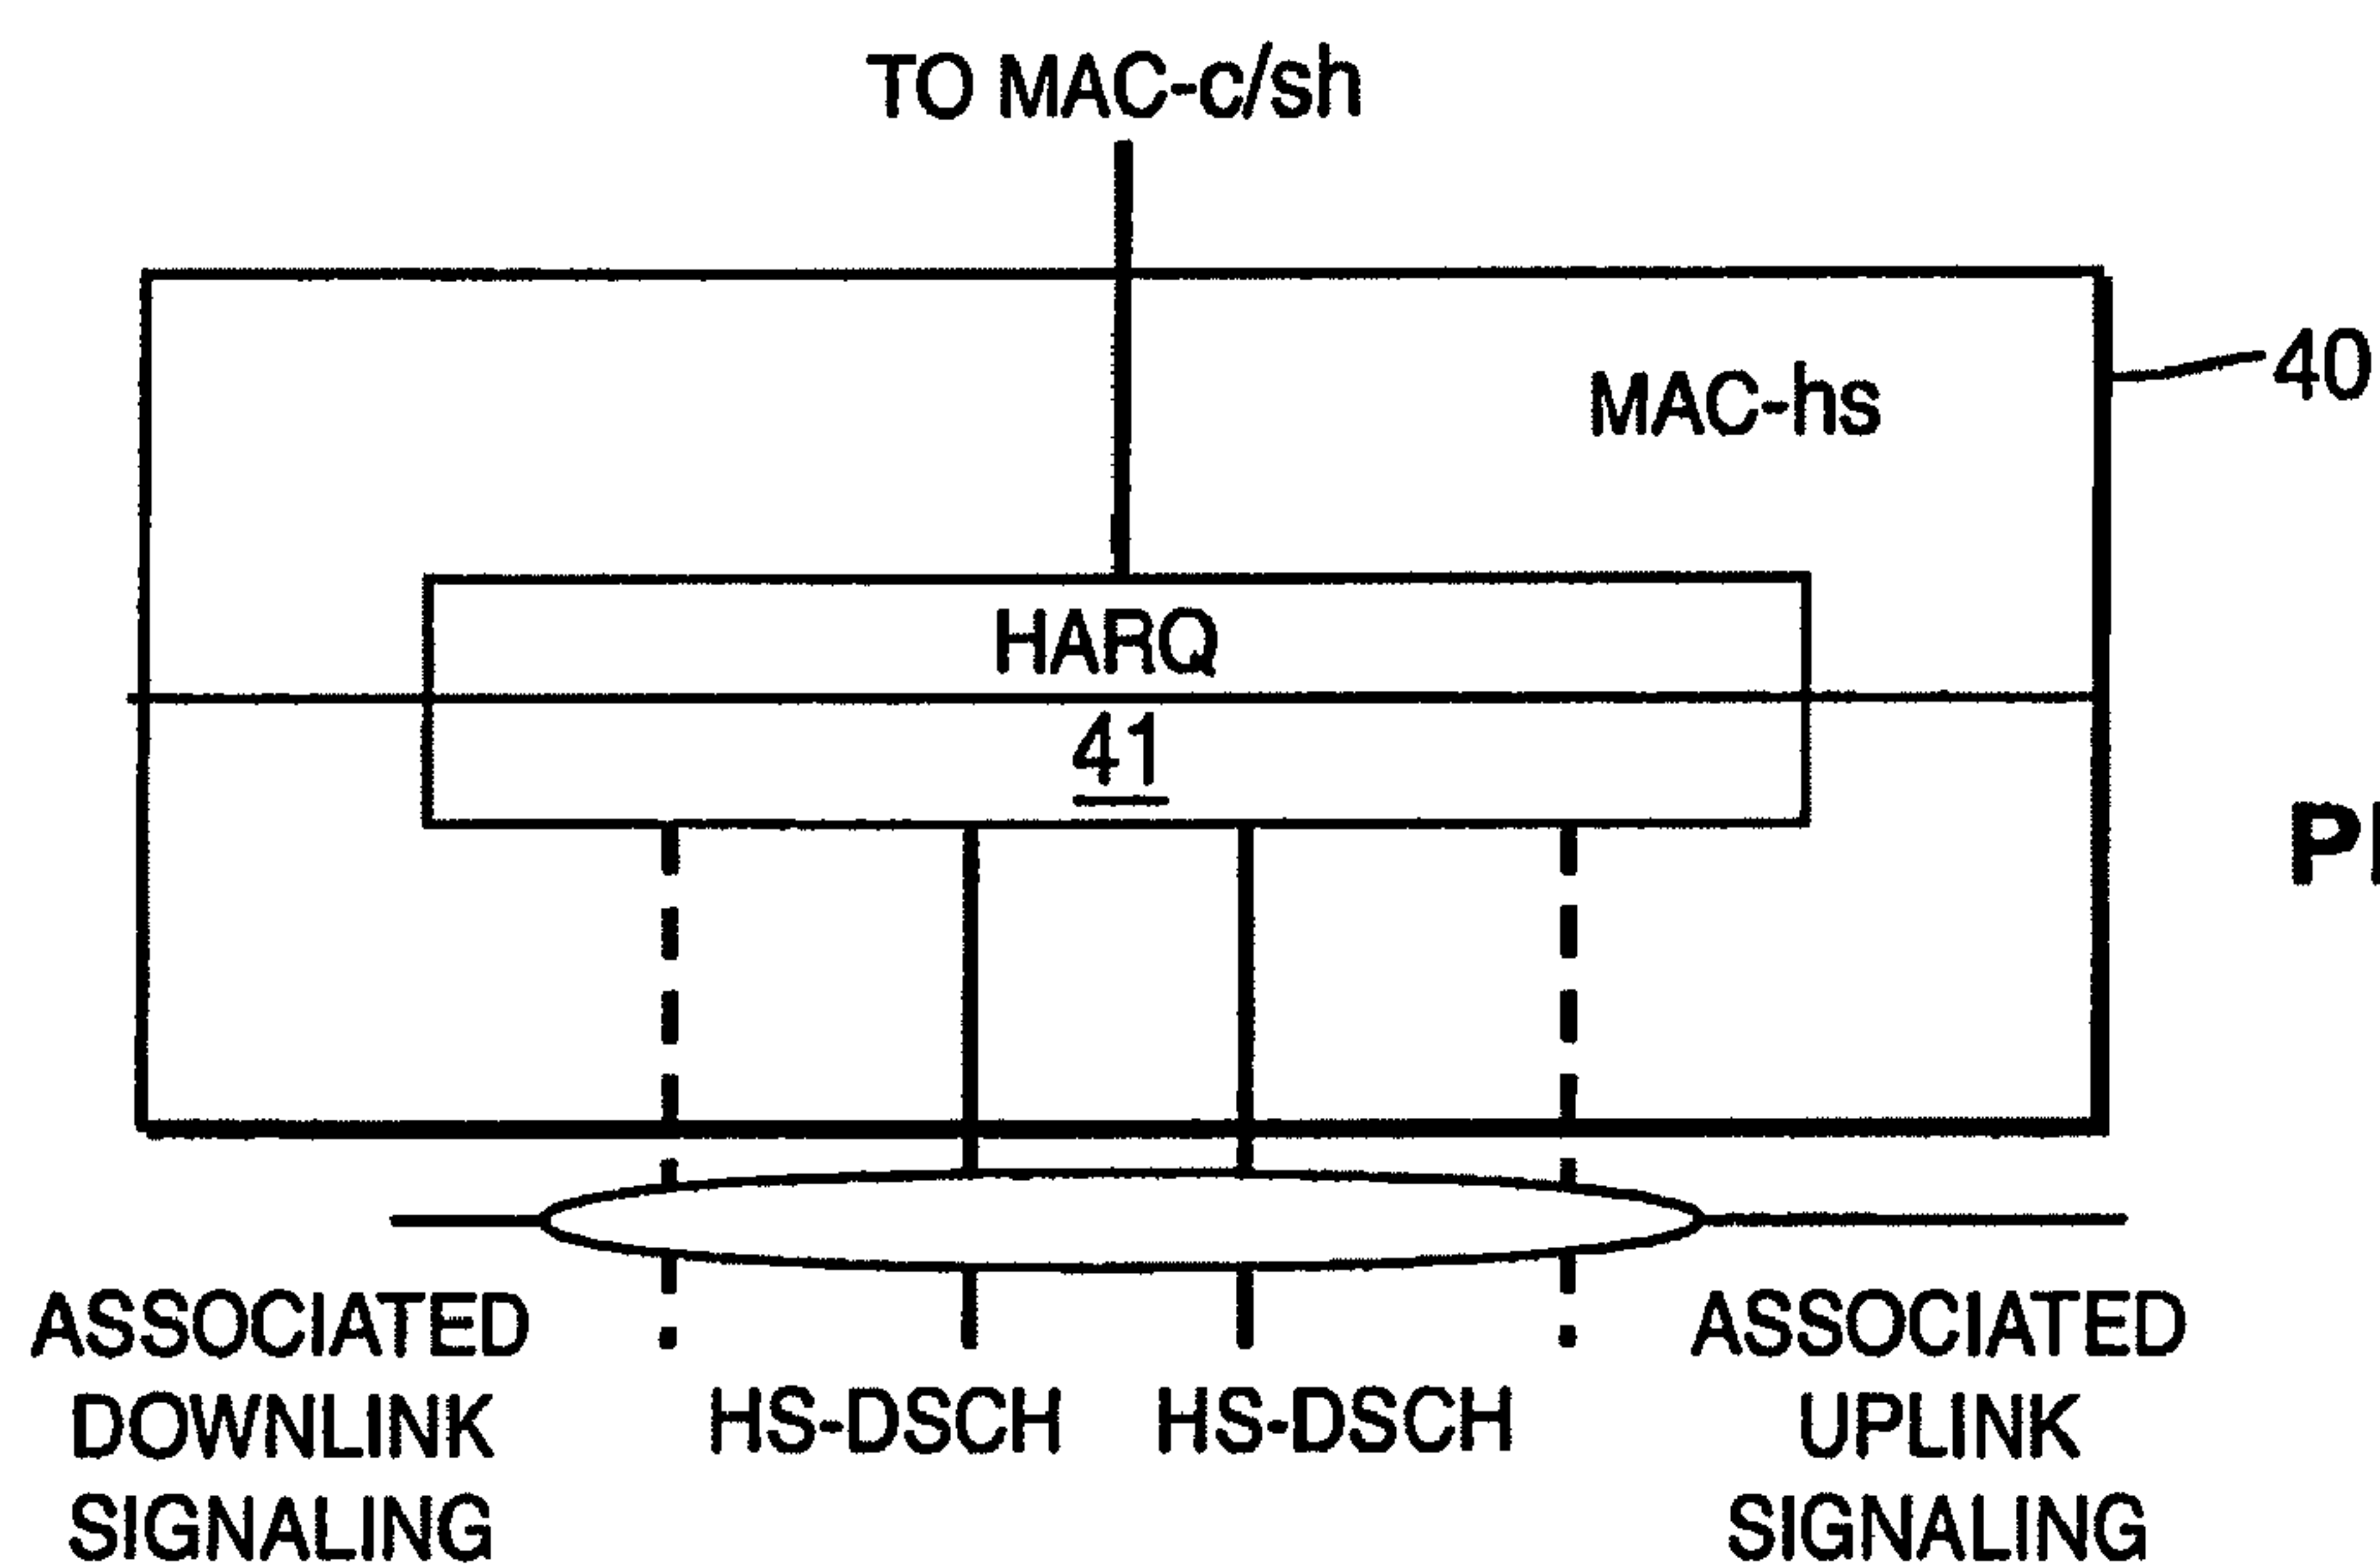 TO MAC-c/sh
MAC-hs
40
HARQ
41
ASSOCIATED
DOWNLINK
SIGNALING
HS-DSCH
HS-DSCH
ASSOCIATED
UPLINK
SIGNALING